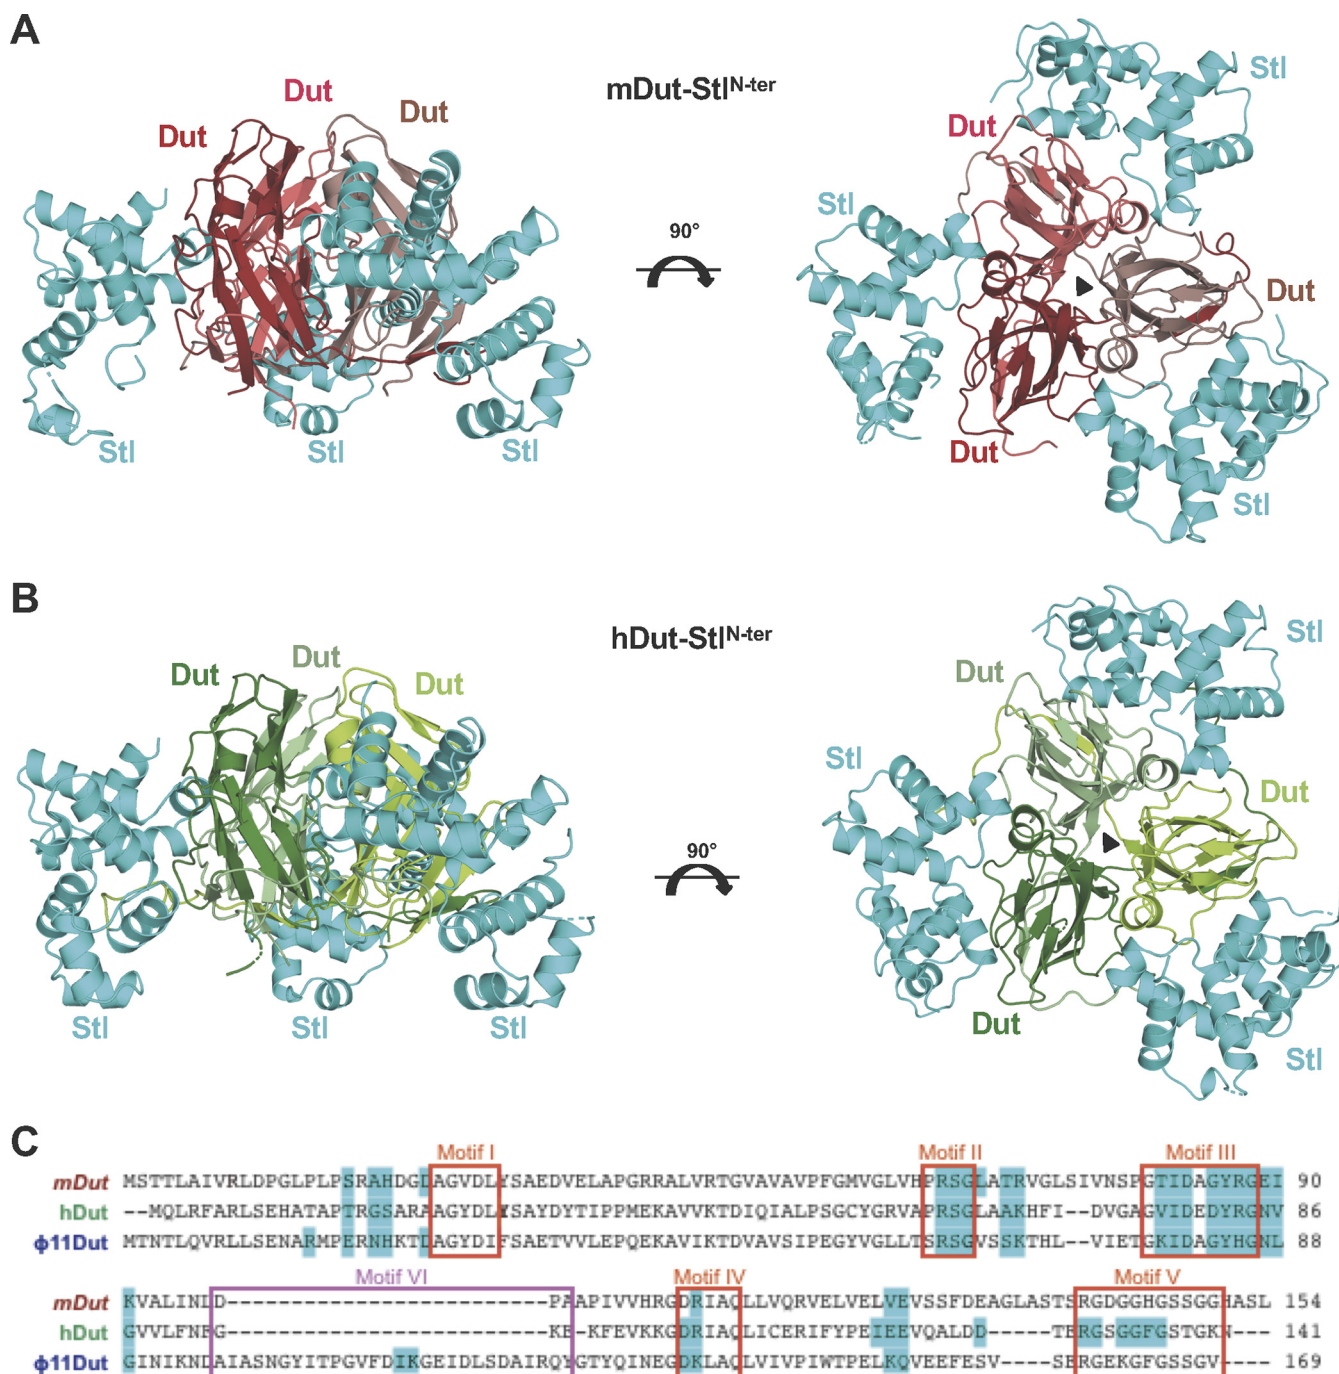 A
mDut-StlN-ter
Dut
Dut
Dut
Stl
Stl
Stl
90°
Stl
Dut
Stl
Dut
Dut
Stl
B
hDut-StlN-ter
Dut
Dut
Dut
Stl
Stl
Stl
90°
Stl
Dut
Stl
Dut
Dut
Stl
C
Motif I Motif II Motif III
mDut MSTTLAIVRLDPGLPLPSRAHDGDAGVDLYSAEDVELAPGRRALVRTGVAVAVPFGMVGLVHPRSGLATRVGLSIVNSPGTIDAGYRGEI 90
hDut --MQLRFARLSEHATAPTRGSARAAGYDLYSAYDYTIPPMEKAVVKTDIQIALPSGCYGRVAPRSGLAAKHFI--DVGAGVIDEDYRGNV 86
ϕ11Dut MTNTLQVRLLSENARMPERNHKTDAGYDIFSAETVVLEPQEKAVIKTDVAVSIPEGYVGLLTSRSGVSSKTHL--VIETGKIDAGYHGNL 88
Motif VI Motif IV Motif V
mDut KVALINLD--------------------------PAAPIVVHRGDRIAQLLVQRVELVELVEVSSFDEAGLASTSRGDGGHGSSGGHASL 154
hDut GVVLFNFG--------------------------KE-KFEVKKGDRIAQLICERIFYPEIEEVQALDD----TERGSGGFGSTGKN---- 141
ϕ11Dut GINIKNDAIASNGYITPGVFDIKGEIDLSDAIRQYGTYQINEGDKLAQLVIVPIWTPELKQVEEFESV----SERGEKGFGSSGV---- 169